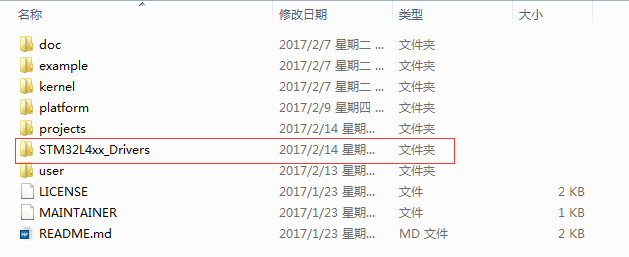 名称 修改日期 类型 大小
doc 2017/2/7 星期二 ... 文件夹
example 2017/2/7 星期二 ... 文件夹
kernel 2017/2/7 星期二 ... 文件夹
platform 2017/2/9 星期四 ... 文件夹
projects 2017/2/14 星期... 文件夹
STM32L4xx_Drivers 2017/2/14 星期... 文件夹
user 2017/2/13 星期... 文件夹
LICENSE 2017/1/23 星期... 文件 2 KB
MAINTAINER 2017/1/23 星期... 文件 1 KB
README.md 2017/1/23 星期... MD 文件 2 KB